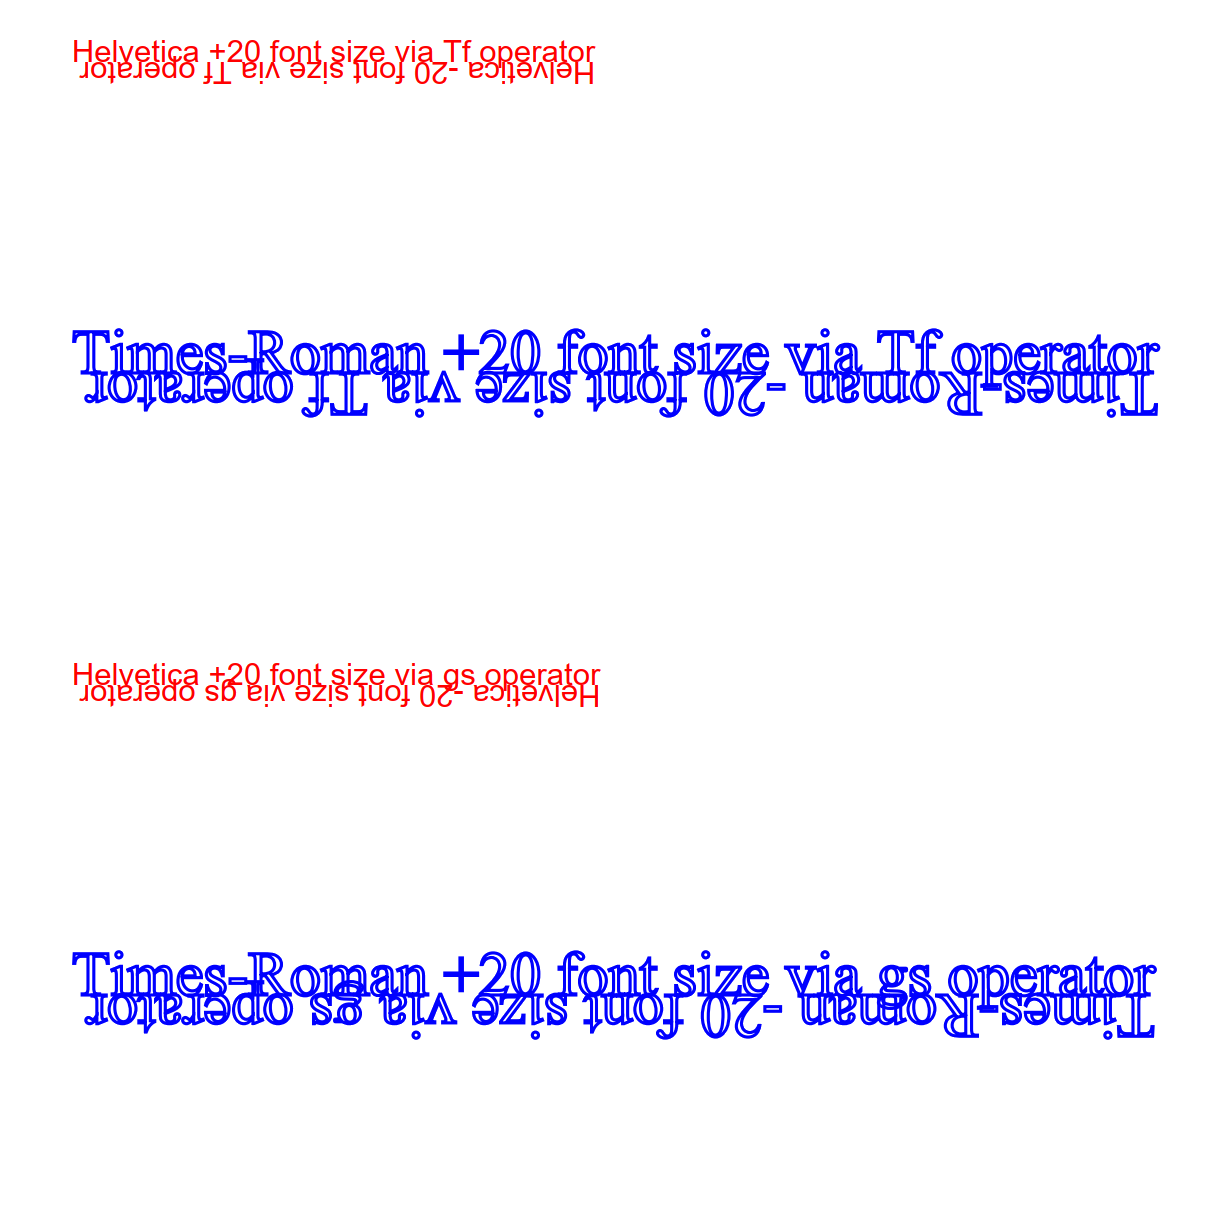 Helvetica +20 font size via Tf operator
Helvetica -20 font size via Tf operator
Times-Roman +20 font size via Tf operator
Times-Roman -20 font size via Tf operator
Helvetica +20 font size via gs operator
Helvetica -20 font size via gs operator
Times-Roman +20 font size via gs operator
Times-Roman -20 font size via gs operator